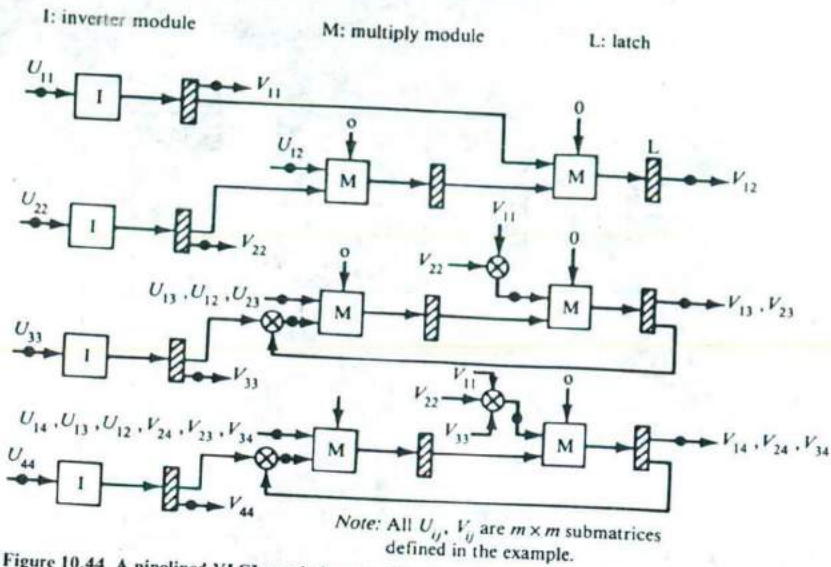 I: inverter module
M: multiply module
L: latch
U₁₁
I
V₁₁
0
U₁₂
o
L
M
M
V₁₂
U₂₂
I
V₂₂
V₁₁
0
V₂₂
o
U₁₃ , U₁₂ , U₂₃
M
M
V₁₃ , V₂₃
U₃₃
I
V₃₃
V₁₁
o
V₂₂
U₁₄ , U₁₃ , U₁₂ , V₂₄ , V₂₃ , V₃₄
V₃₃
M
M
V₁₄ , V₂₄ , V₃₄
U₄₄
I
V₄₄
Note: All Uᵢⱼ, Vᵢⱼ are m × m submatrices
defined in the example.
Figure 10.44 A pipelined VLSI